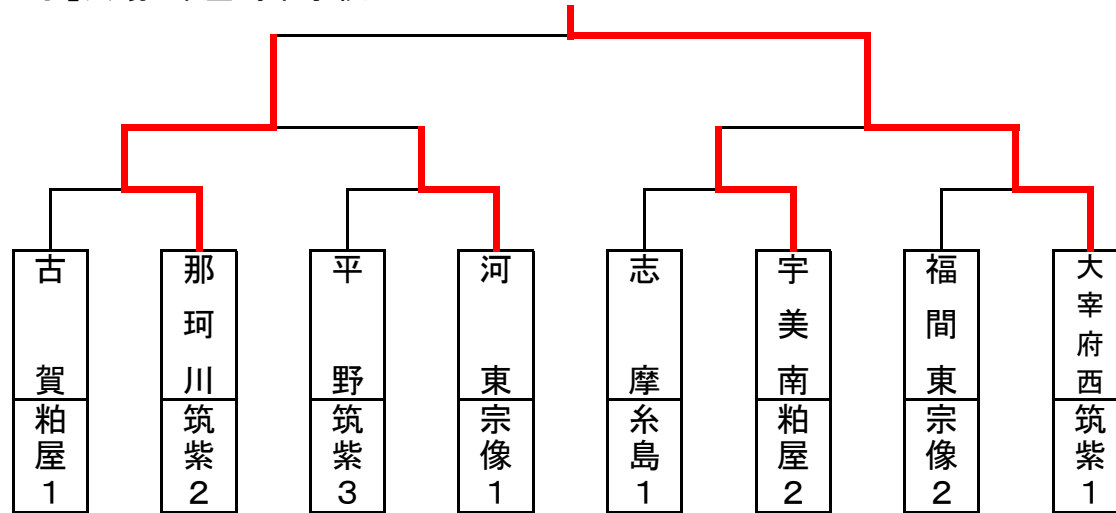 古賀
粕屋1
那珂川
筑紫2
平野
筑紫3
河東
宗像1
志摩
糸島1
宇美南
粕屋2
福間東
宗像2
大宰府西
筑紫1